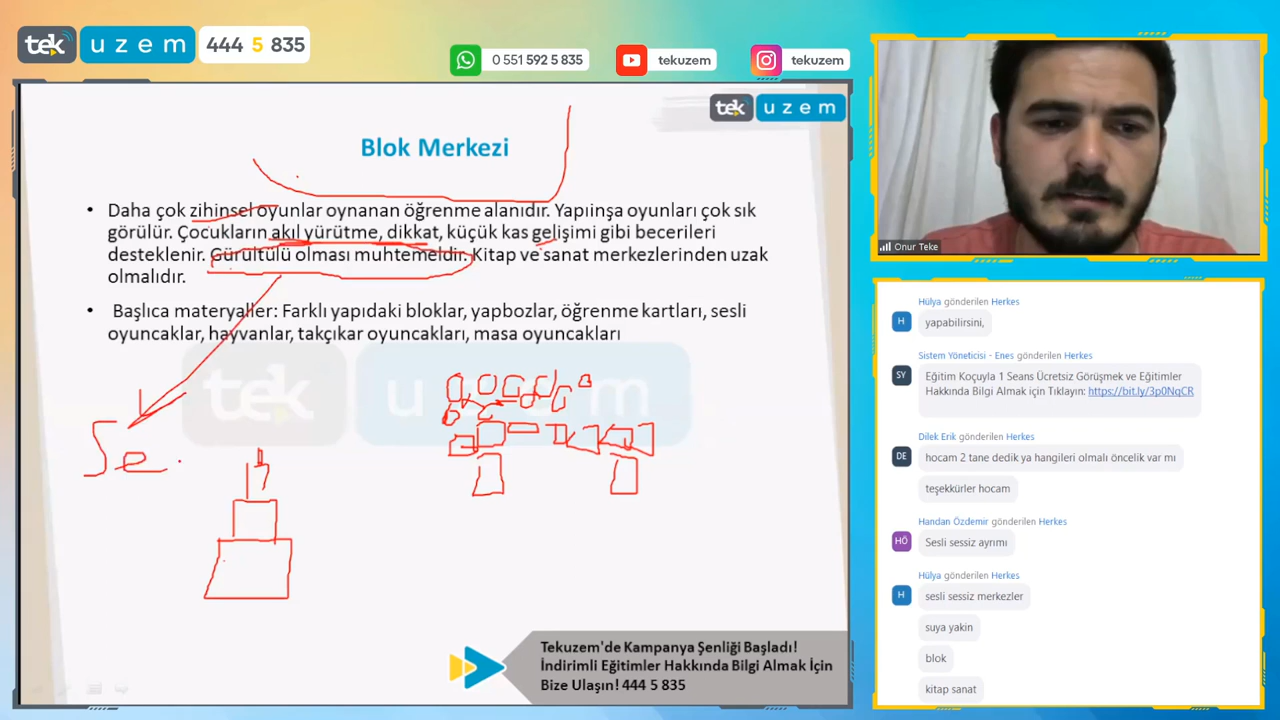 tek uzem 444 5 835
0 551 592 5 835 tekuzem tekuzem
tek uzem
Blok Merkezi
• Daha çok zihinsel oyunlar oynanan öğrenme alanıdır. Yapıinşa oyunları çok sık
görülür. Çocukların akıl yürütme, dikkat, küçük kas gelişimi gibi becerileri
desteklenir. Gürültülü olması muhtemeldir. Kitap ve sanat merkezlerinden uzak
olmalıdır.
• Başlıca materyaller: Farklı yapıdaki bloklar, yapbozlar, öğrenme kartları, sesli
oyuncaklar, hayvanlar, takçıkar oyuncakları, masa oyuncakları
tek uzem
Se
Tekuzem'de Kampanya Şenliği Başladı!
İndirimli Eğitimler Hakkında Bilgi Almak İçin
Bize Ulaşın! 444 5 835
Onur Teke
Hülya gönderilen Herkes
H yapabilirsini,
Sistem Yöneticisi - Enes gönderilen Herkes
SY Eğitim Koçuyla 1 Seans Ücretsiz Görüşmek ve Eğitimler
Hakkında Bilgi Almak için Tıklayın: https://bit.ly/3p0NqCR
Dilek Erik gönderilen Herkes
DE hocam 2 tane dedik ya hangileri olmalı öncelik var mı
teşekkürler hocam
Handan Özdemir gönderilen Herkes
HÖ Sesli sessiz ayrımı
Hülya gönderilen Herkes
H sesli sessiz merkezler
suya yakin
blok
kitap sanat